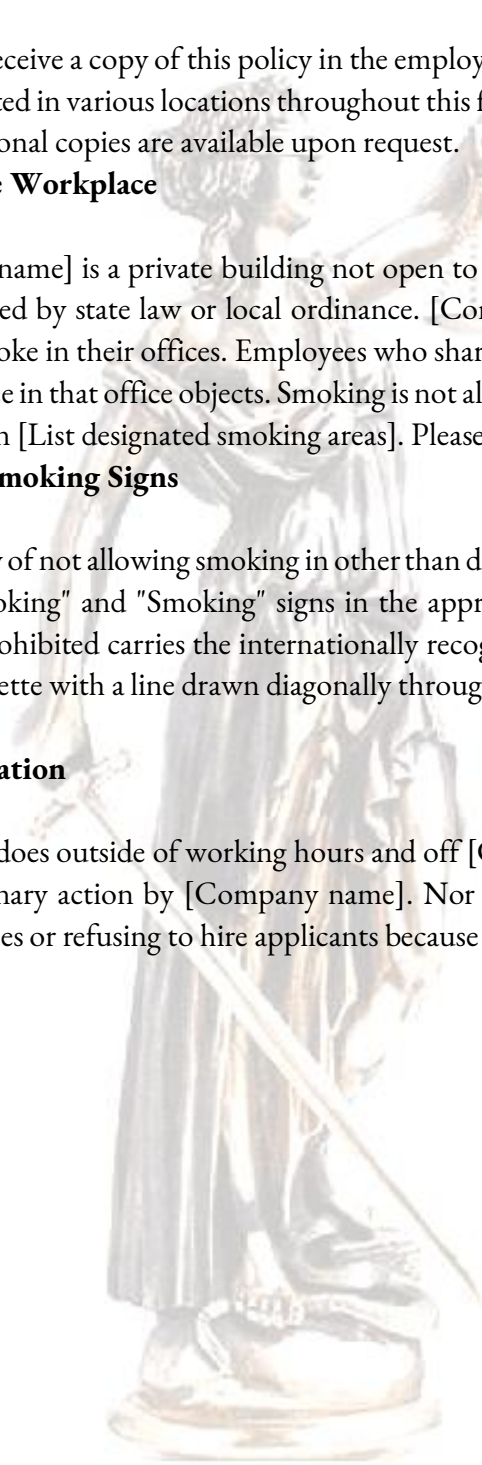 eceive a copy of this policy in the employ
ted in various locations throughout this f
onal copies are available upon request.
e Workplace
name] is a private building not open to
ed by state law or local ordinance. [Co
oke in their offices. Employees who shar
e in that office objects. Smoking is not al
n [List designated smoking areas]. Please
moking Signs
y of not allowing smoking in other than d
oking" and "Smoking" signs in the appr
ohibited carries the internationally recog
ette with a line drawn diagonally throug
ation
does outside of working hours and off [
nary action by [Company name]. Nor
es or refusing to hire applicants because